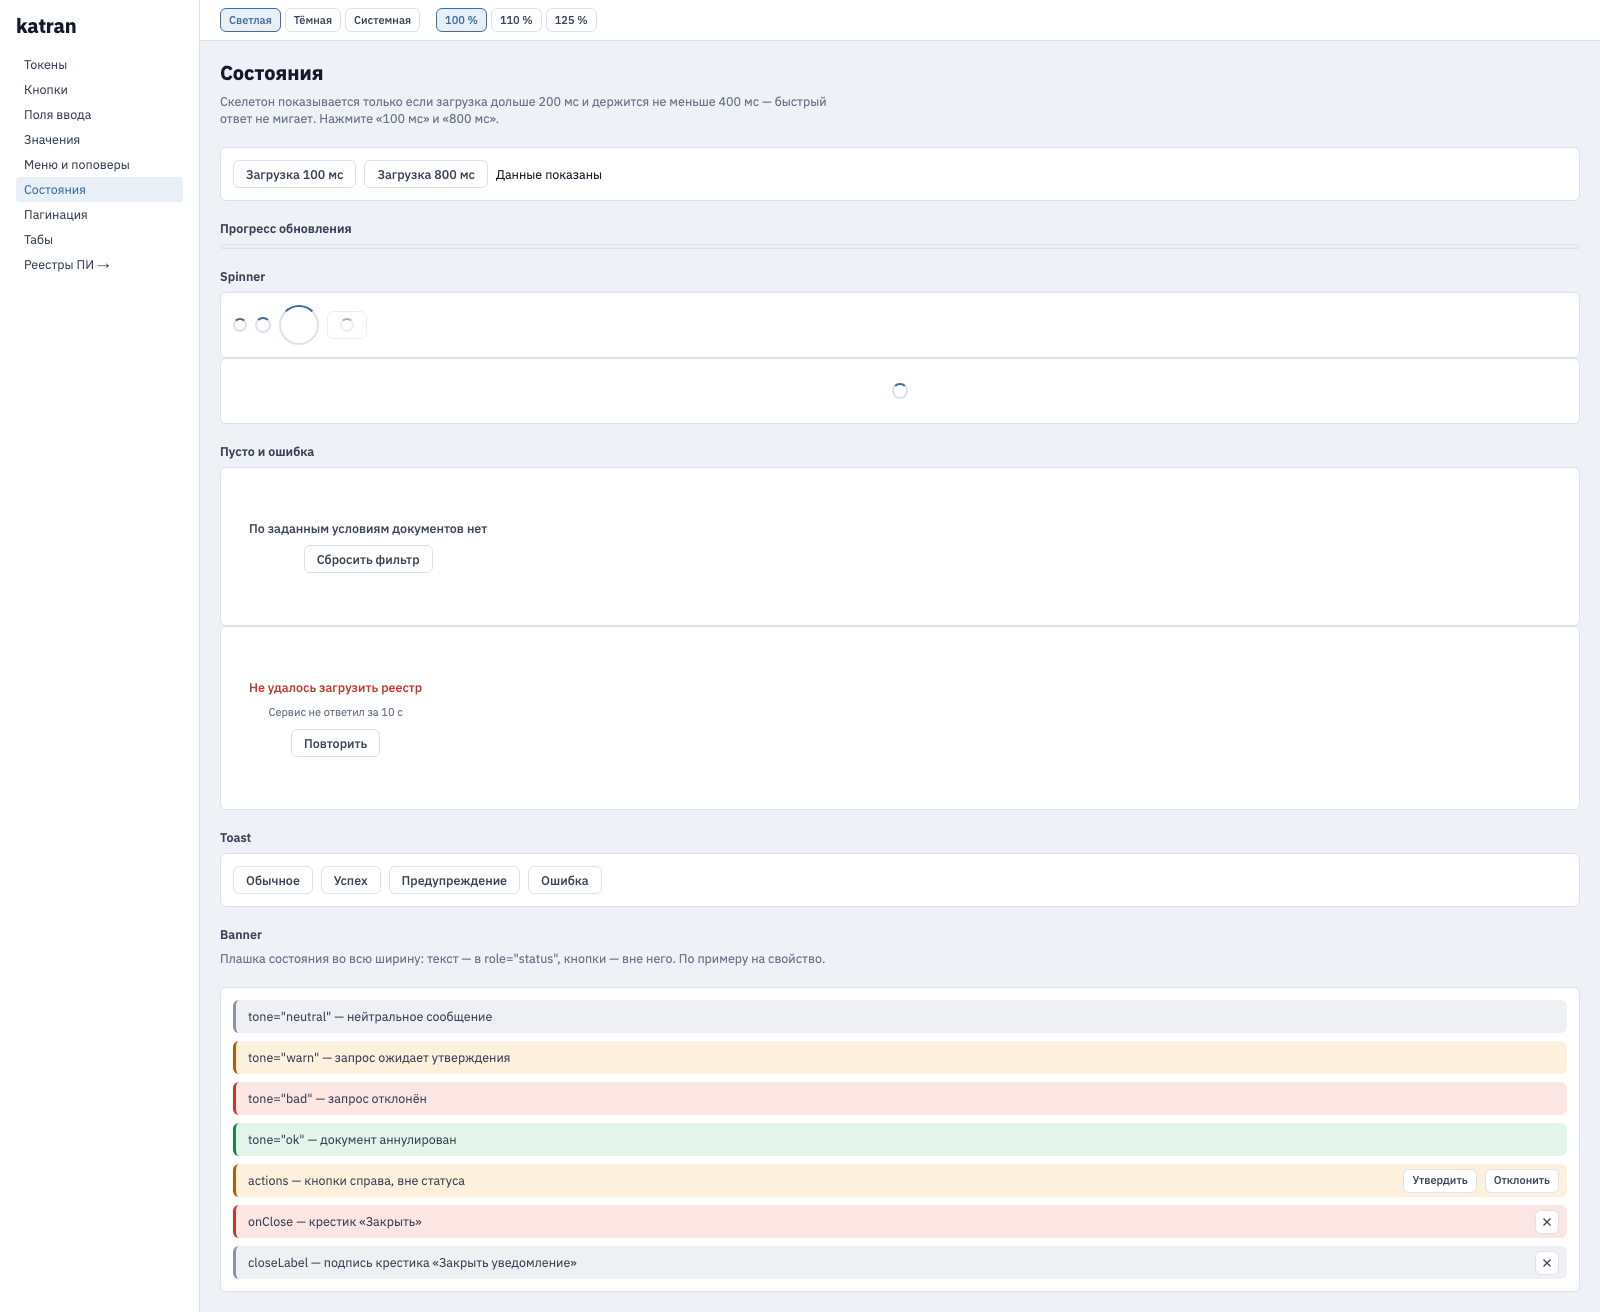 katran
Токены
Кнопки
Поля ввода
Значения
Меню и поповеры
Состояния
Пагинация
Табы
Реестры ПИ →
Светлая Тёмная Системная 100 % 110 % 125 %
Состояния
Скелетон показывается только если загрузка дольше 200 мс и держится не меньше 400 мс — быстрый
ответ не мигает. Нажмите «100 мс» и «800 мс».
Загрузка 100 мс Загрузка 800 мс Данные показаны
Прогресс обновления
Spinner
Пусто и ошибка
По заданным условиям документов нет
Сбросить фильтр
Не удалось загрузить реестр
Сервис не ответил за 10 с
Повторить
Toast
Обычное Успех Предупреждение Ошибка
Banner
Плашка состояния во всю ширину: текст — в role="status", кнопки — вне него. По примеру на свойство.
tone="neutral" — нейтральное сообщение
tone="warn" — запрос ожидает утверждения
tone="bad" — запрос отклонён
tone="ok" — документ аннулирован
actions — кнопки справа, вне статуса Утвердить Отклонить
onClose — крестик «Закрыть»
closeLabel — подпись крестика «Закрыть уведомление»